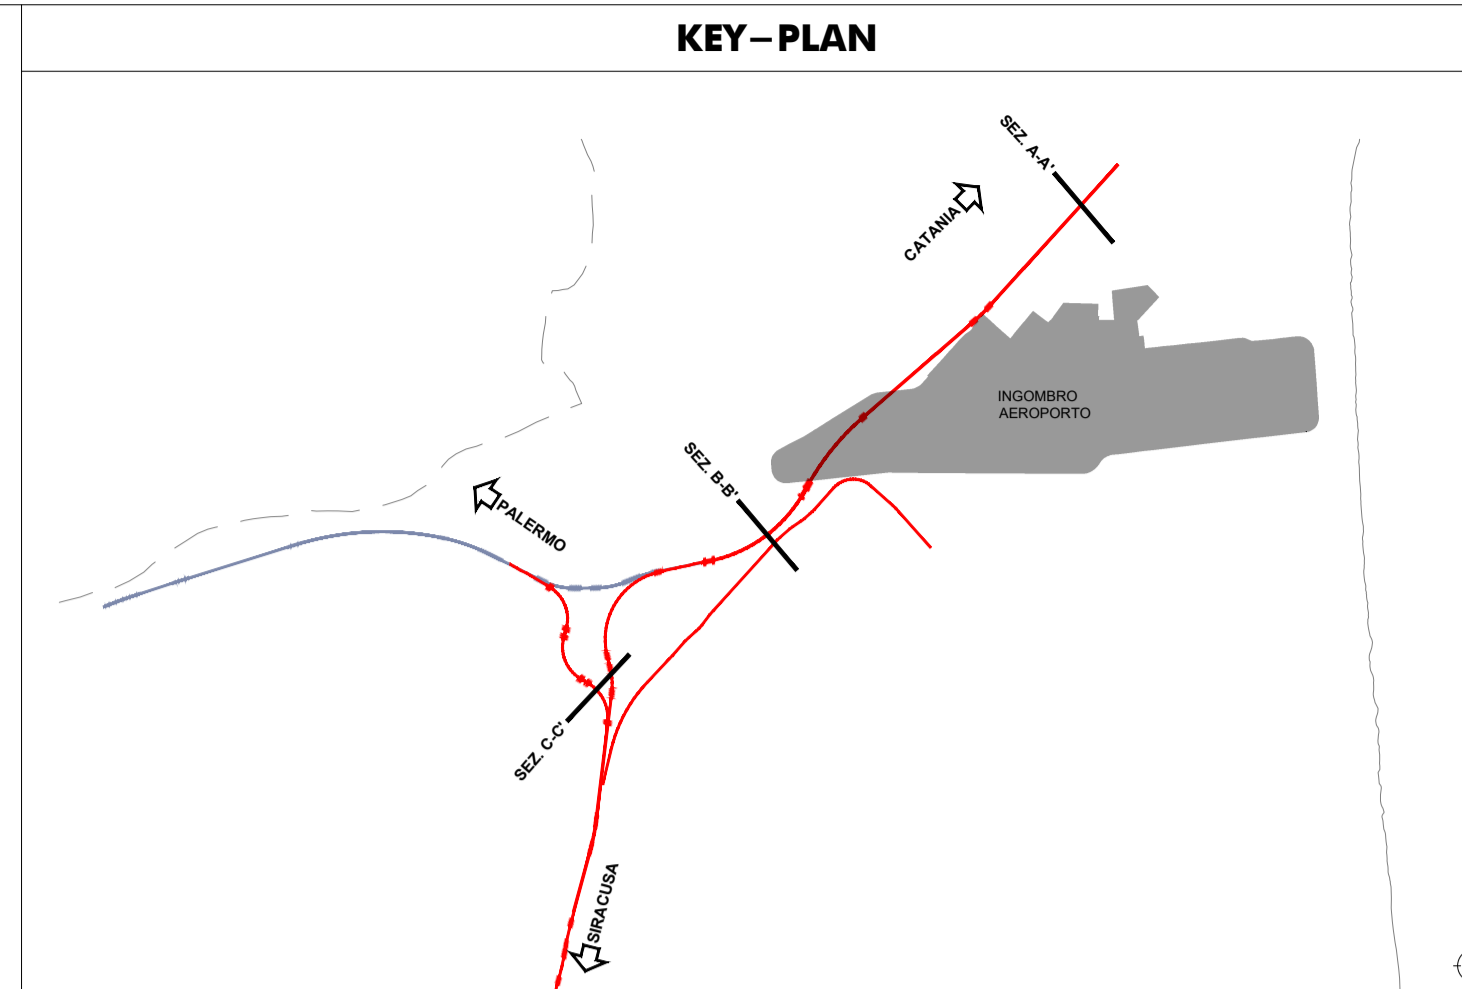 KEY–PLAN
SEZ. A-A'
CATANIA
INGOMBRO
AEROPORTO
SEZ. B-B'
PALERMO
SEZ. C-C'
SIRACUSA